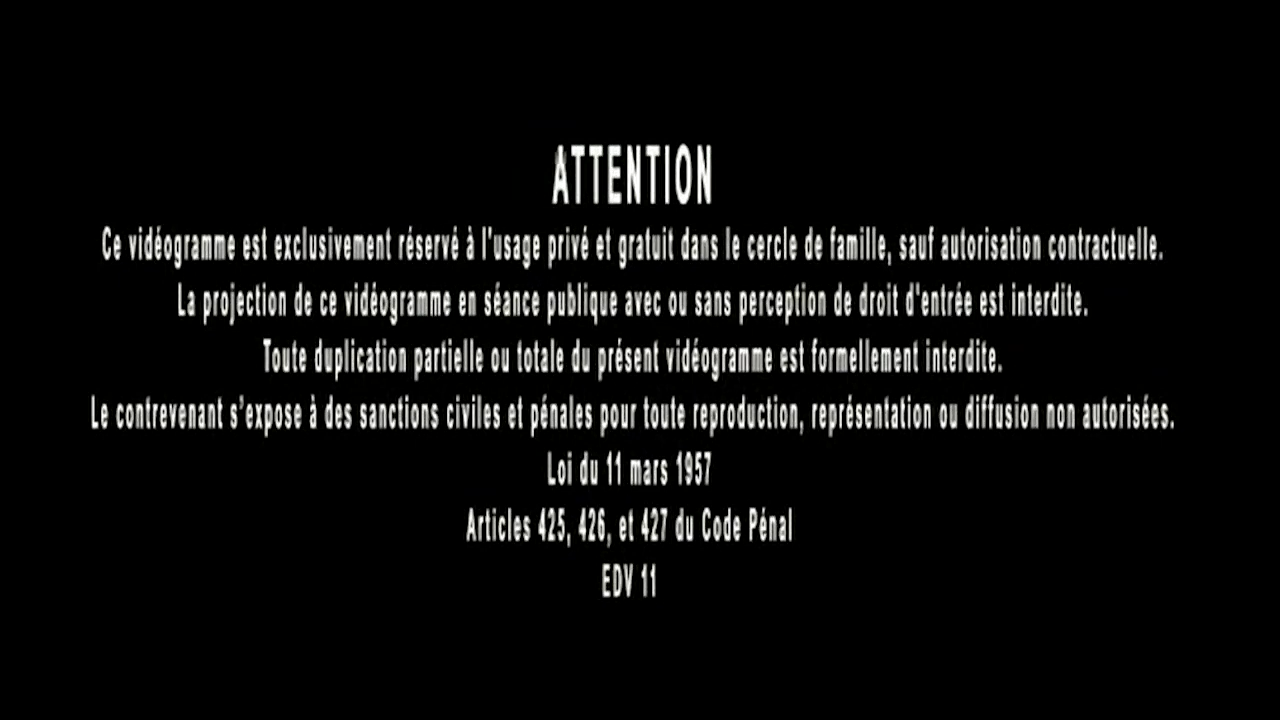 ATTENTION
Ce vidéogramme est exclusivement réservé à l'usage privé et gratuit dans le cercle de famille, sauf autorisation contractuelle.
La projection de ce vidéogramme en séance publique avec ou sans perception de droit d'entrée est interdite.
Toute duplication partielle ou totale du présent vidéogramme est formellement interdite.
Le contrevenant s’expose à des sanctions civiles et pénales pour toute reproduction, représentation ou diffusion non autorisées.
Loi du 11 mars 1957
Articles 425, 426, et 427 du Code Pénal
EDV 11